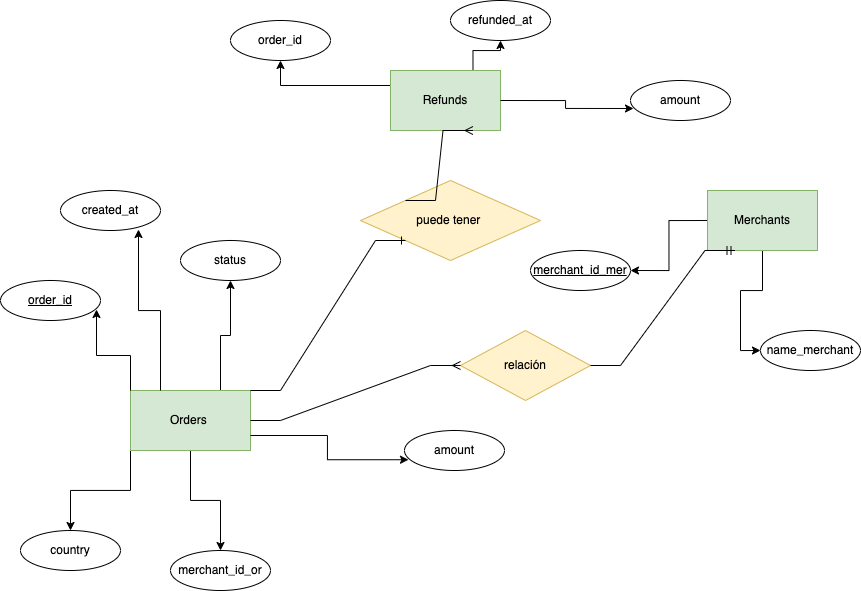 refunded_at
order_id
Refunds
amount
created_at
puede tener
Merchants
status
merchant_id_mer
order_id
name_merchant
relación
Orders
amount
country
merchant_id_or